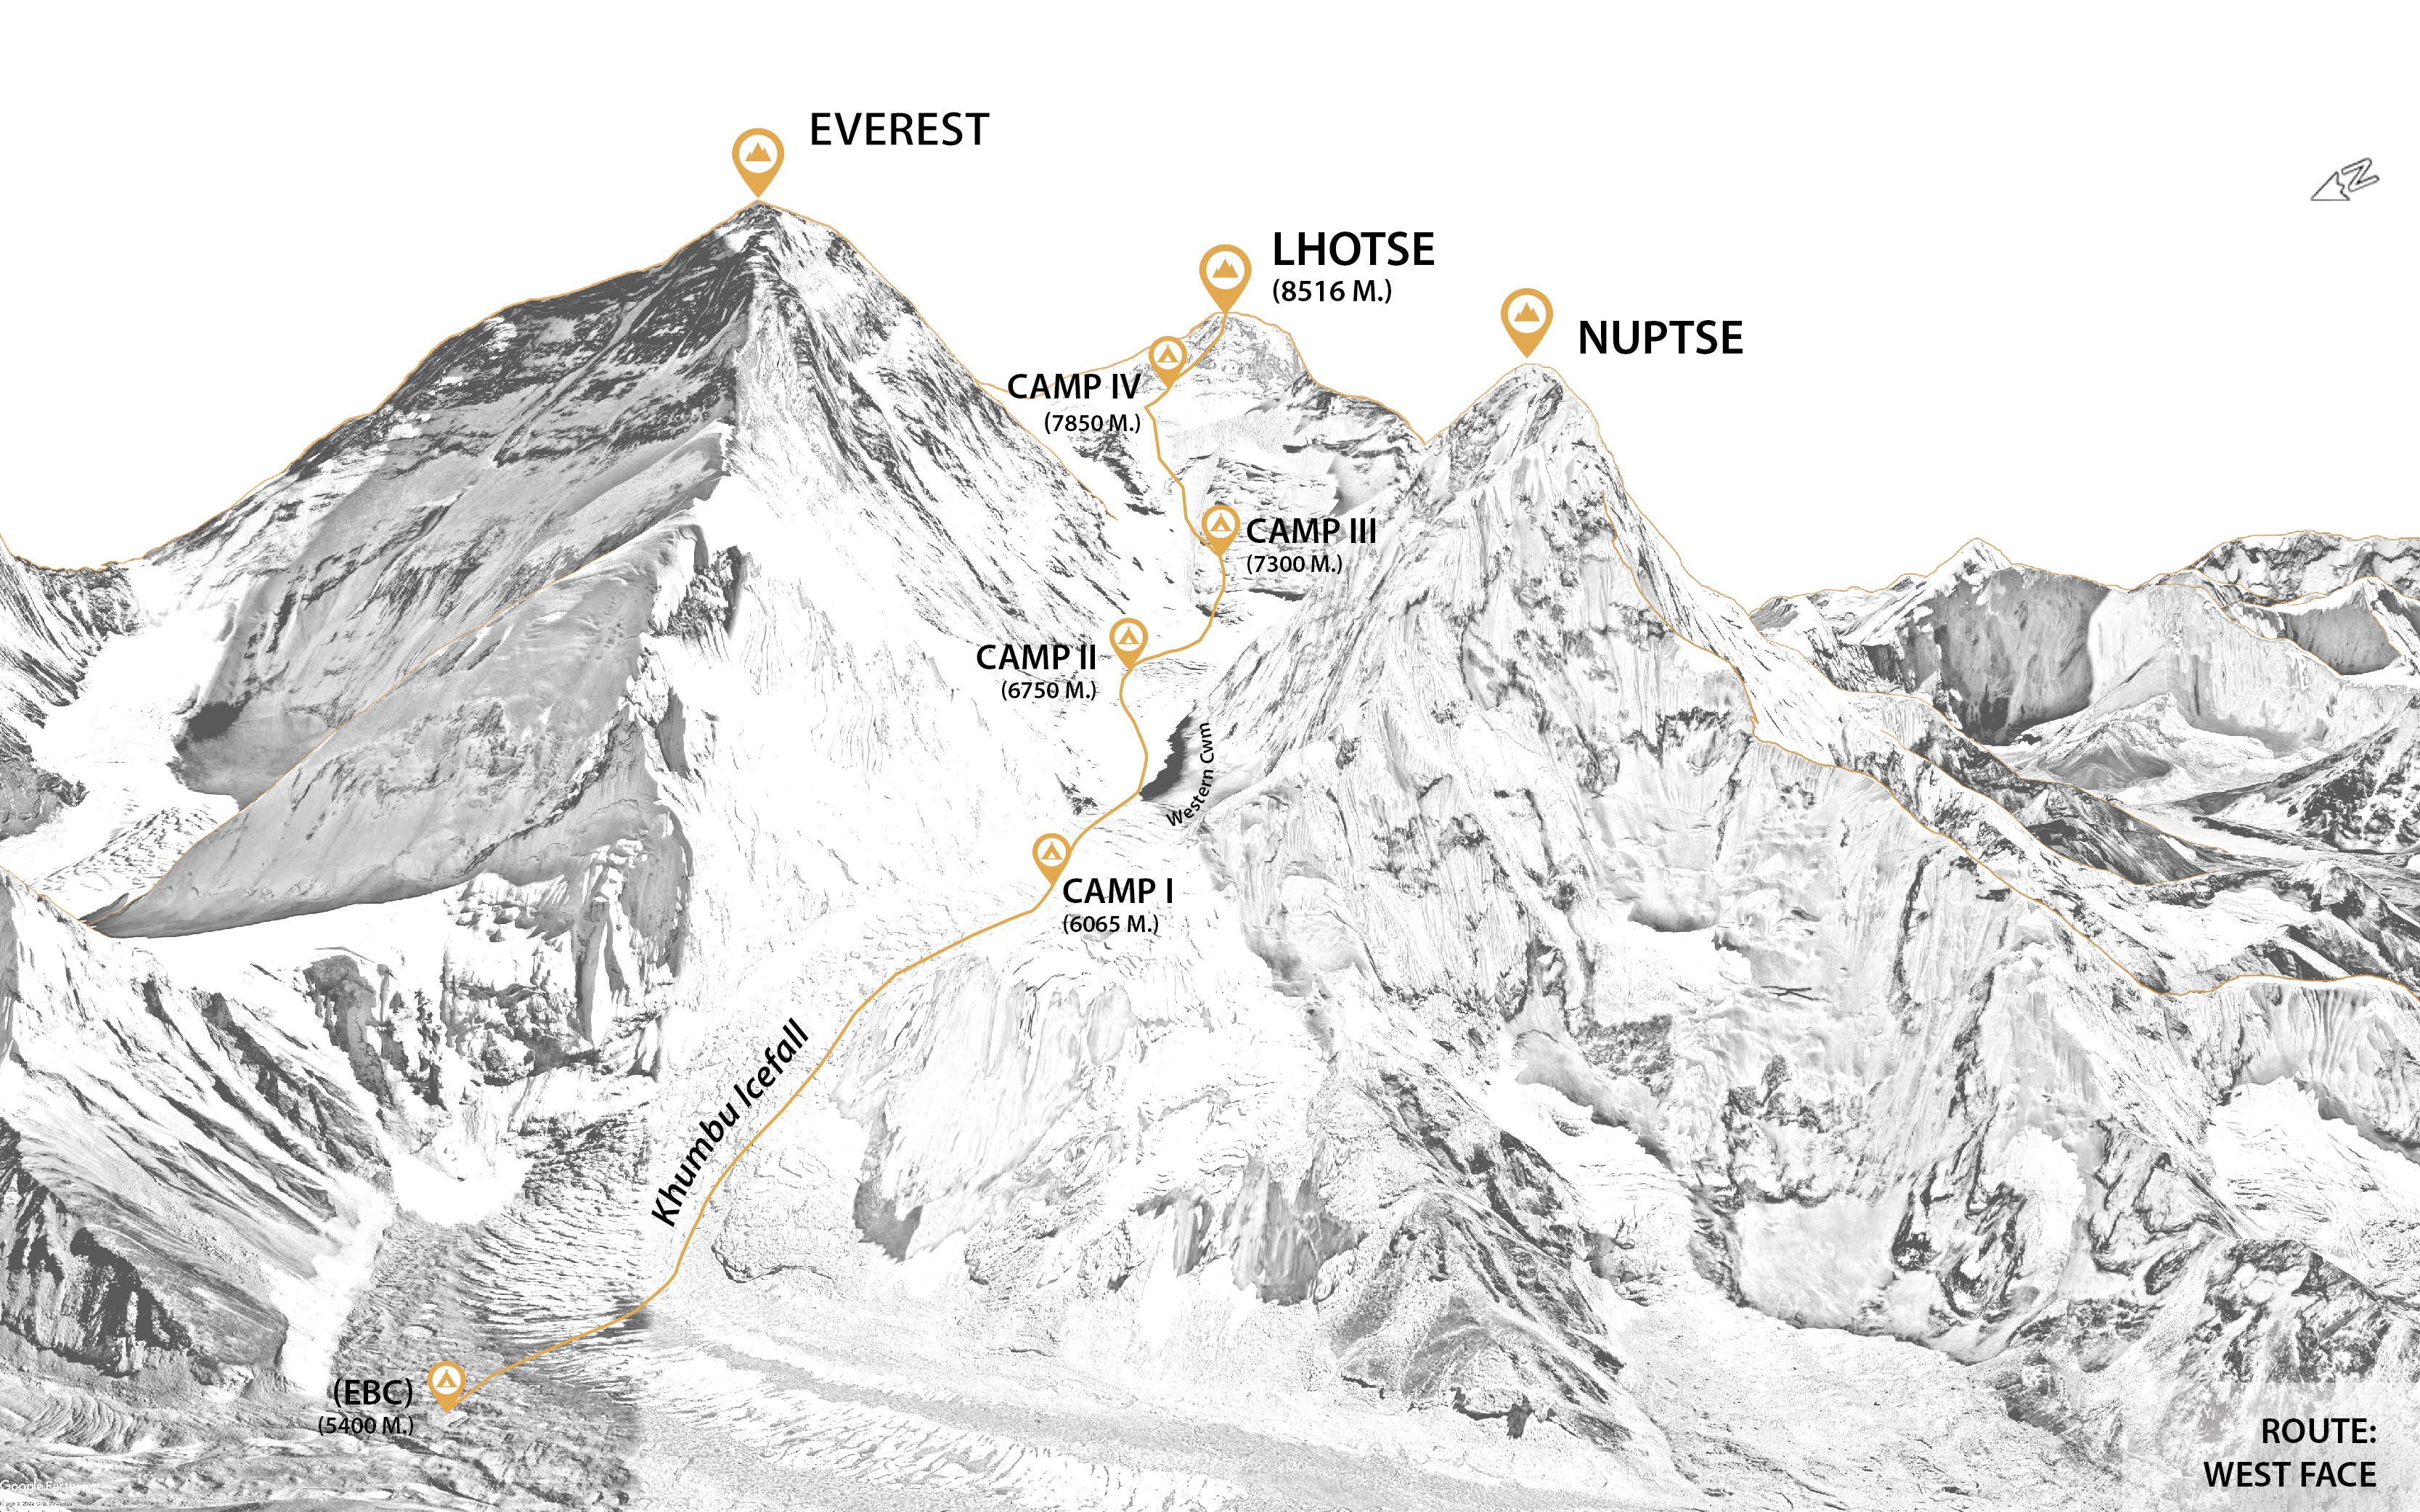 EVEREST
N
LHOTSE
(8516 M.)
NUPTSE
CAMP IV
(7850 M.)
CAMP III
(7300 M.)
CAMP II
(6750 M.)
Western Cwm
CAMP I
(6065 M.)
Khumbu Icefall
(EBC)
(5400 M.)
ROUTE:
WEST FACE
Google Earth